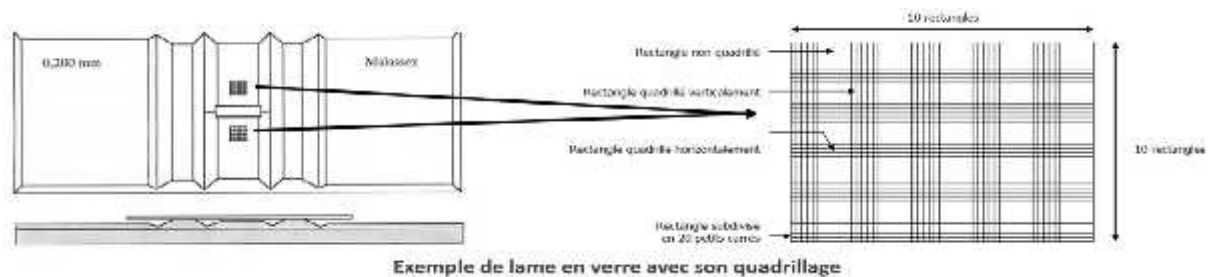 0,200 mm
Malassez
10 rectangles
Rectangle non quadrillé
Rectangle quadrillé verticalement
Rectangle quadrillé horizontalement
10 rectangles
Rectangle subdivisé
en 20 petits carrés
Exemple de lame en verre avec son quadrillage